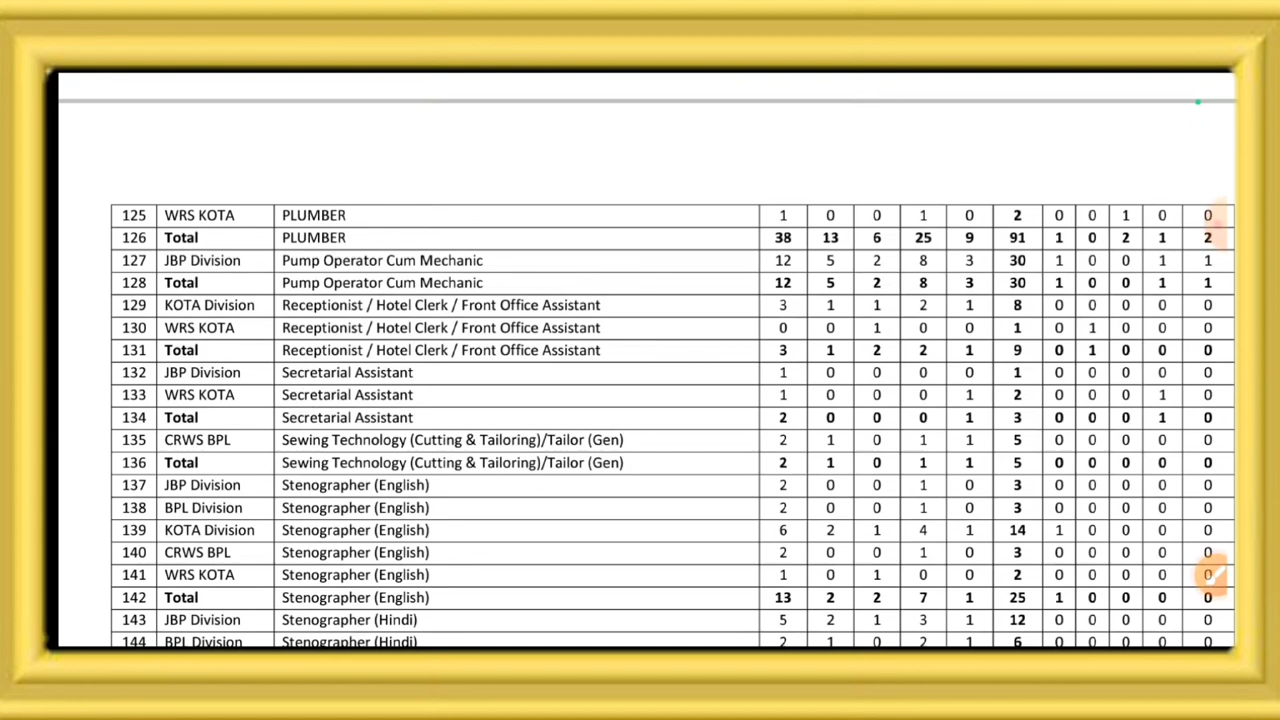 125 WRS KOTA PLUMBER 1 0 0 1 0 2 0 0 1 0 0
126 Total PLUMBER 38 13 6 25 9 91 1 0 2 1 2
127 JBP Division Pump Operator Cum Mechanic 12 5 2 8 3 30 1 0 0 1 1
128 Total Pump Operator Cum Mechanic 12 5 2 8 3 30 1 0 0 1 1
129 KOTA Division Receptionist / Hotel Clerk / Front Office Assistant 3 1 1 2 1 8 0 0 0 0 0
130 WRS KOTA Receptionist / Hotel Clerk / Front Office Assistant 0 0 1 0 0 1 0 1 0 0 0
131 Total Receptionist / Hotel Clerk / Front Office Assistant 3 1 2 2 1 9 0 1 0 0 0
132 JBP Division Secretarial Assistant 1 0 0 0 0 1 0 0 0 0 0
133 WRS KOTA Secretarial Assistant 1 0 0 0 1 2 0 0 0 1 0
134 Total Secretarial Assistant 2 0 0 0 1 3 0 0 0 1 0
135 CRWS BPL Sewing Technology (Cutting & Tailoring)/Tailor (Gen) 2 1 0 1 1 5 0 0 0 0 0
136 Total Sewing Technology (Cutting & Tailoring)/Tailor (Gen) 2 1 0 1 1 5 0 0 0 0 0
137 JBP Division Stenographer (English) 2 0 0 1 0 3 0 0 0 0 0
138 BPL Division Stenographer (English) 2 0 0 1 0 3 0 0 0 0 0
139 KOTA Division Stenographer (English) 6 2 1 4 1 14 1 0 0 0 0
140 CRWS BPL Stenographer (English) 2 0 0 1 0 3 0 0 0 0 0
141 WRS KOTA Stenographer (English) 1 0 1 0 0 2 0 0 0 0 0
142 Total Stenographer (English) 13 2 2 7 1 25 1 0 0 0 0
143 JBP Division Stenographer (Hindi) 5 2 1 3 1 12 0 0 0 0 0
144 BPL Division Stenographer (Hindi) 2 1 0 2 1 6 0 0 0 0 0